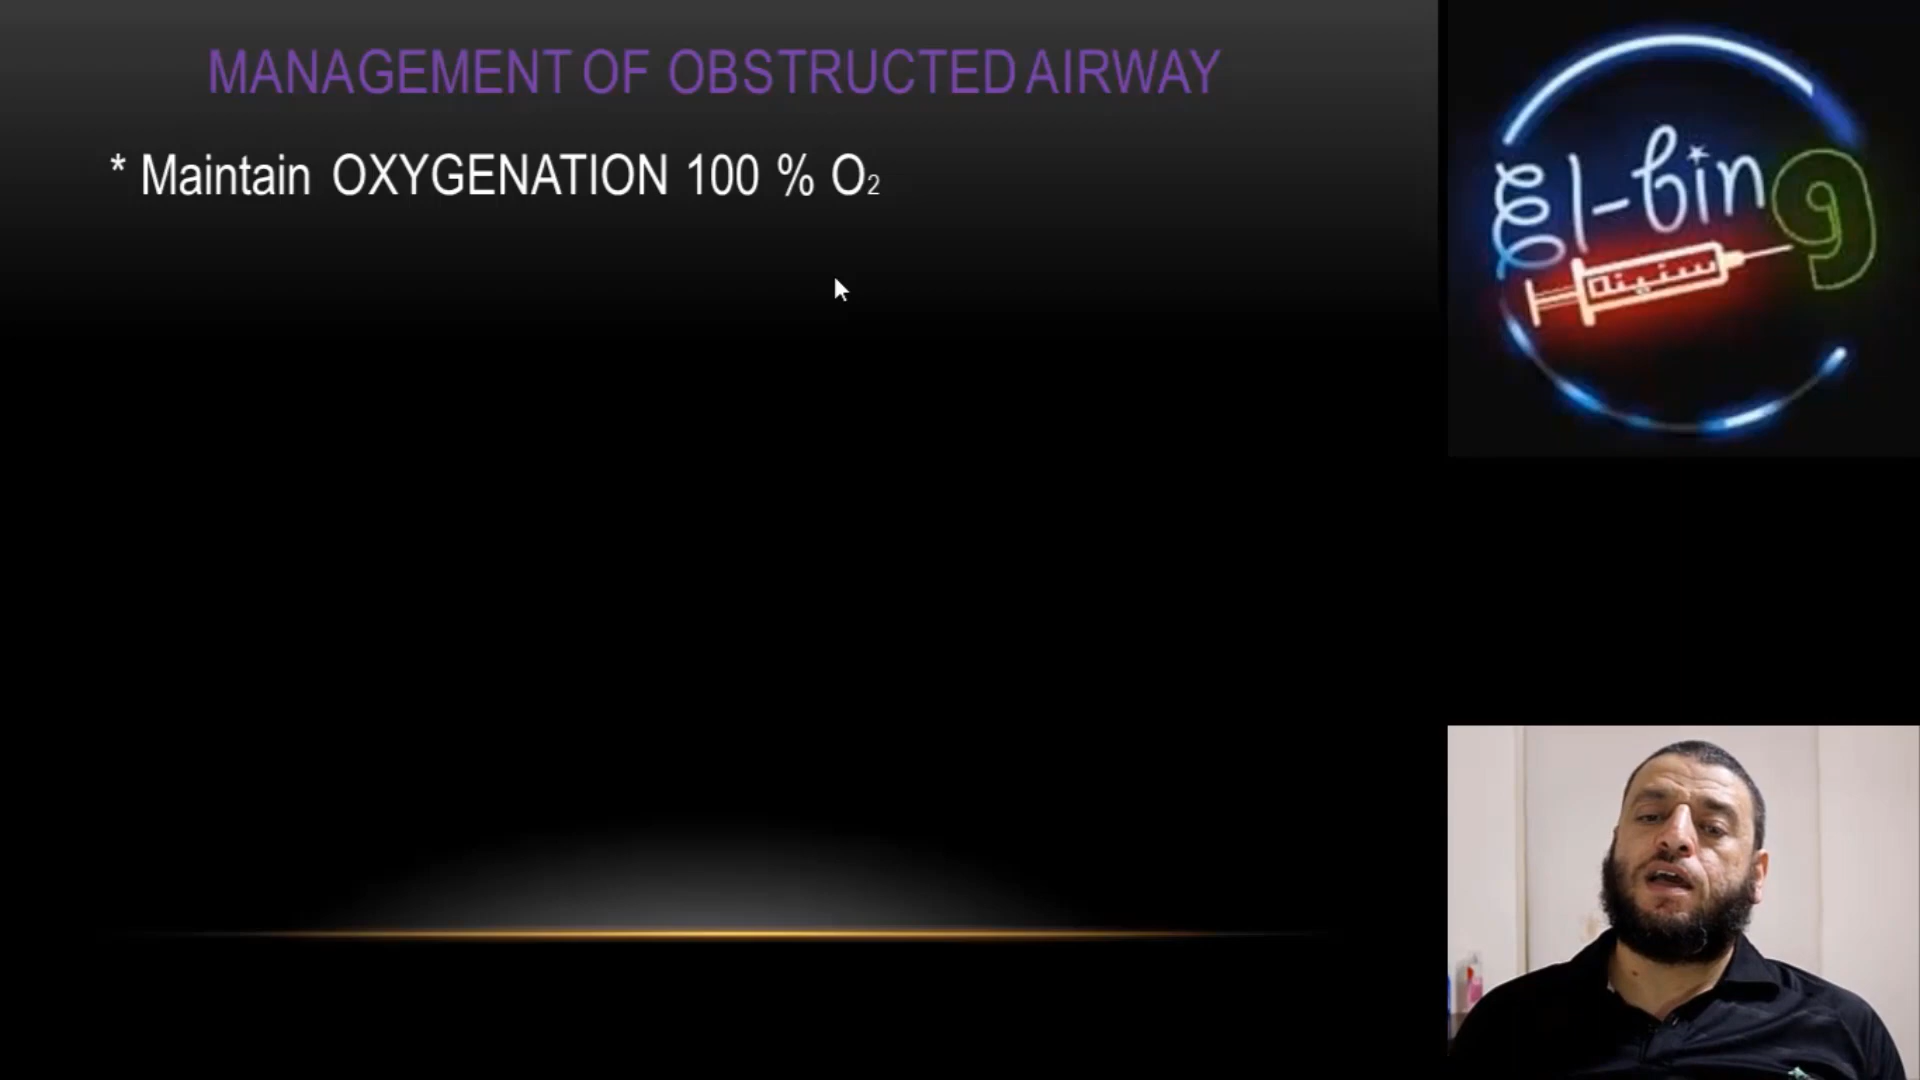 MANAGEMENT OF OBSTRUCTED AIRWAY
* Maintain OXYGENATION 100 % O₂
El-bing